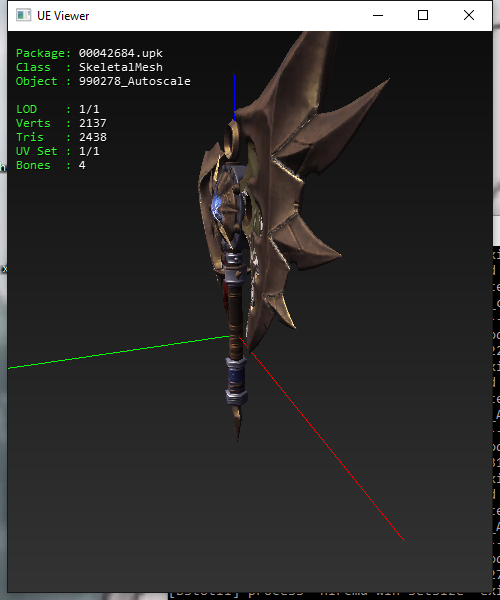 UE Viewer
Package: 00042684.upk
Class : SkeletalMesh
Object : 990278_Autoscale
LOD : 1/1
Verts : 2137
Tris : 2438
UV Set : 1/1
Bones : 4